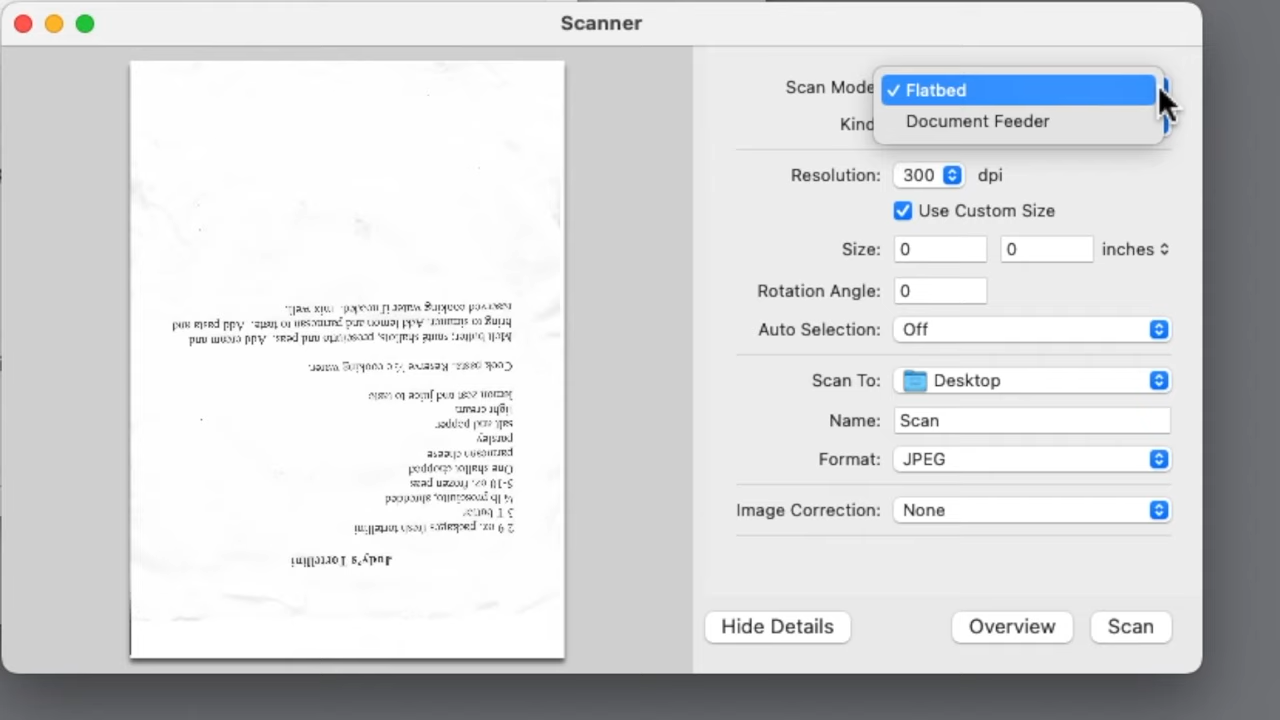 Scanner
Scan Mode
Flatbed
Document Feeder
Kind
Resolution: 300 dpi
Use Custom Size
Size: 0 0 inches
Rotation Angle: 0
Auto Selection: Off
Scan To: Desktop
Name: Scan
Format: JPEG
Image Correction: None
Hide Details Overview Scan
Judy's Tortellini
2 9 oz. packages fresh tortellini
3 T butter
¼ lb prosciutto, shredded
5-10 oz. frozen peas
One shallot chopped
parmesan cheese
parsley
salt and pepper
light cream
lemon zest and juice to taste
Cook pasta. Reserve ½ c cooking water.
Melt butter; sauté shallots, prosciutto and peas. Add cream and
bring to simmer. Add lemon and parmesan to taste. Add pasta and
reserved cooking water if needed. mix well.